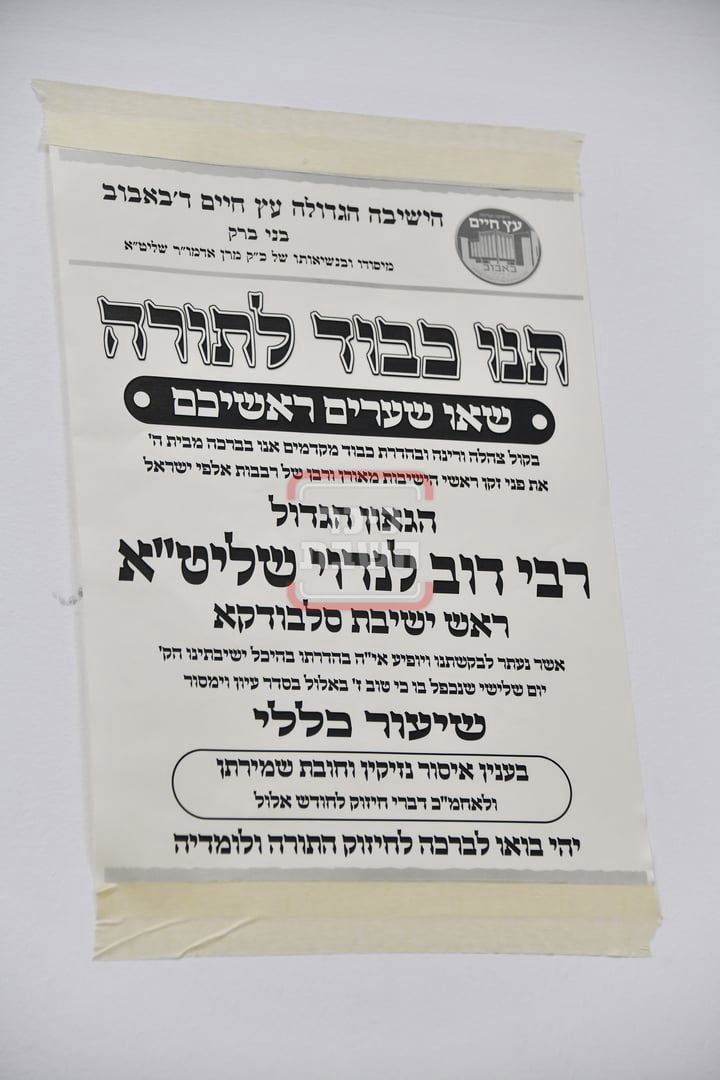 הישיבה הגדולה עץ חיים ד'באבוב
בני ברק
מיסודו ובנשיאותו של כ"ק מרן אדמו"ר שליט"א
עץ חיים
באבוב
תנו כבוד לתורה
שאו שערים ראשיכם
בקול צהלה ורינה ובהדרת כבוד מקדמים אנו בברכה מבית ה'
את פני זקן ראשי הישיבות מאורן ורבן של רבבות אלפי ישראל
הגאון הגדול
רבי דוב לנדוי שליט"א
ראש ישיבת סלבודקא
אשר נעתר לבקשתנו ויופיע אי"ה בהדרתו בהיכל ישיבתינו הק'
יום שלישי שנכפל בו כי טוב ז' באלול בסדר עיון וימסור
שיעור כללי
בענין איסור נזיקין וחובת שמירתן
ולאחמ"כ דברי חיזוק לחודש אלול
יהי בואו לברכה לחיזוק התורה ולומדיה